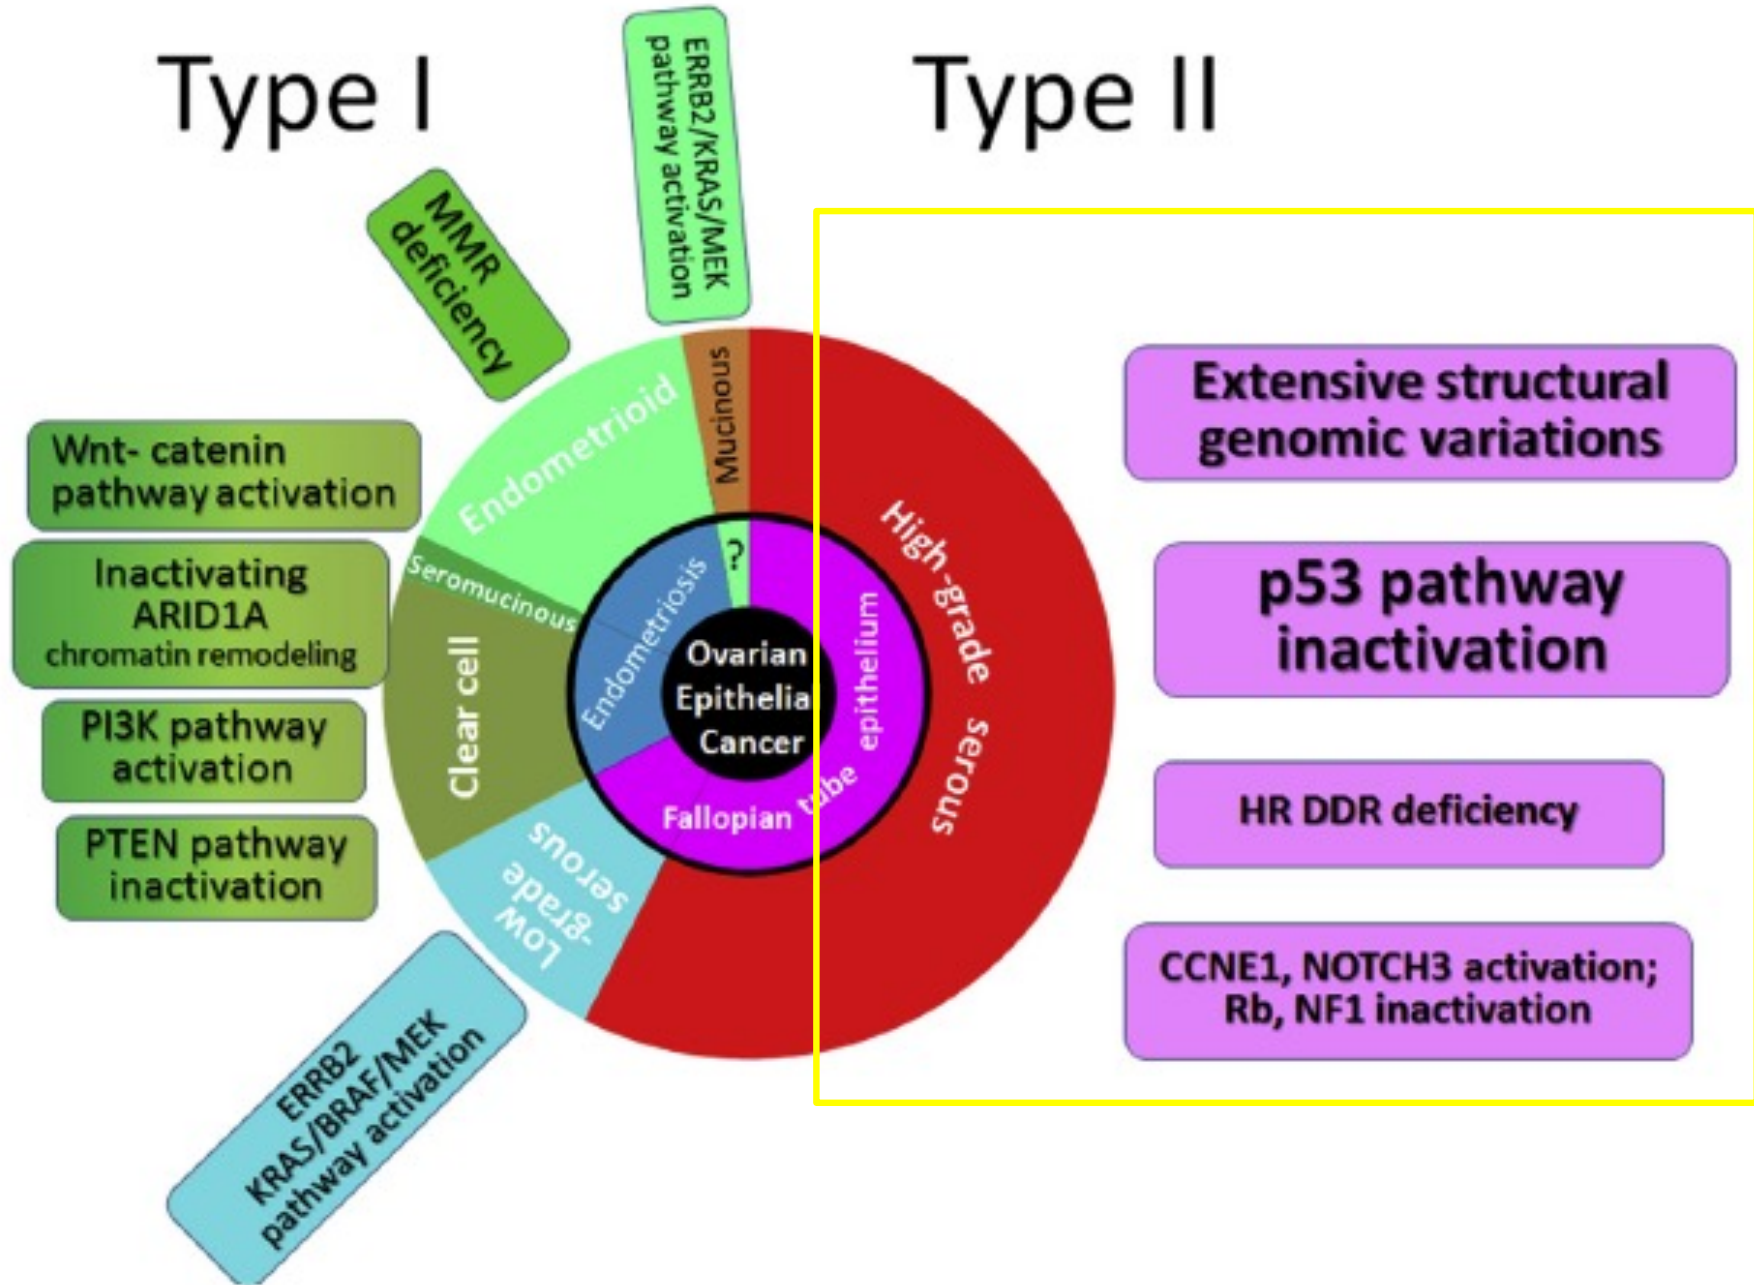 Type I
Type II
ERRB2/KRAS/MEK
pathway activation
MMR
deficiency
Wnt- catenin
pathway activation
Inactivating
ARID1A
chromatin remodeling
PI3K pathway
activation
PTEN pathway
inactivation
ERRB2
KRAS/BRAF/MEK
pathway activation
Mucinous
Endometrioid
Seromucinous
Clear cell
Low
-grade
serous
High-grade serous
?
Endometriosis
Fallopian tube epithelium
Ovarian
Epithelia
Cancer
Extensive structural
genomic variations
p53 pathway
inactivation
HR DDR deficiency
CCNE1, NOTCH3 activation;
Rb, NF1 inactivation